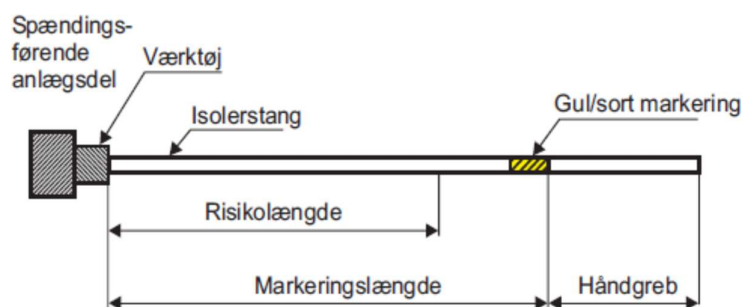 Spændings-
førende
anlægsdel
Værktøj
Isolerstang
Gul/sort markering
Risikolængde
Markeringslængde
Håndgreb